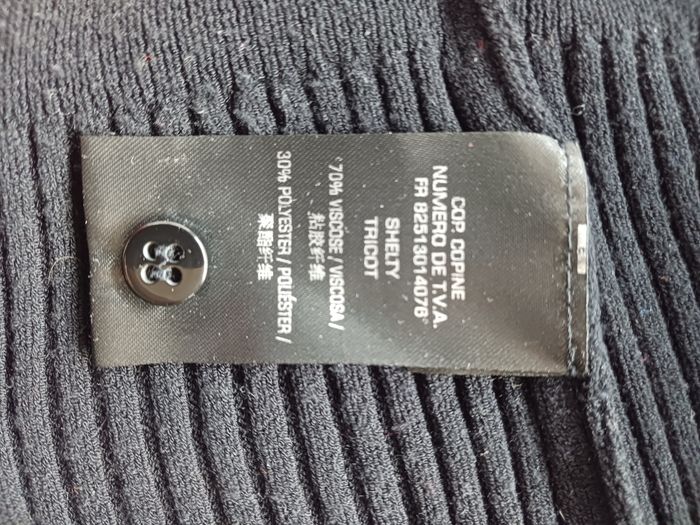 COP. COPINE
NUMERO DE T.V.A.
FR 82513014078
SHELTY
TRICOT
70% VISCOSE / VISCOSA /
粘胶纤维
30% POLYESTER / POLIÉSTER /
聚酯纤维